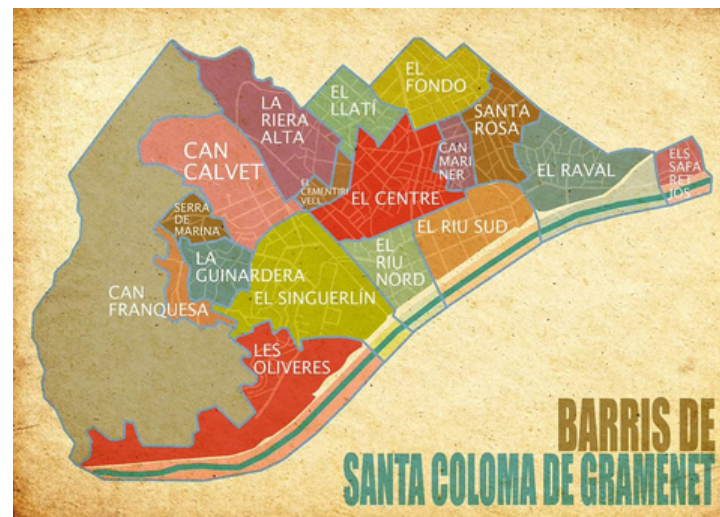 EL
FONDO
EL
LLATÍ
LA
RIERA
ALTA
SANTA
ROSA
CAN
CALVET
CAN
MARI
NER
EL RAVAL
ELS
SAFA
RET
JOS
EL
CEMENTIRI
VELL
EL CENTRE
SERRA
DE
MARINA
EL RIU SUD
LA
GUINARDERA
EL
RIU
NORD
CAN
FRANQUESA
EL SINGUERLÍN
LES
OLIVERES
BARRIS DE
SANTA COLOMA DE GRAMENET